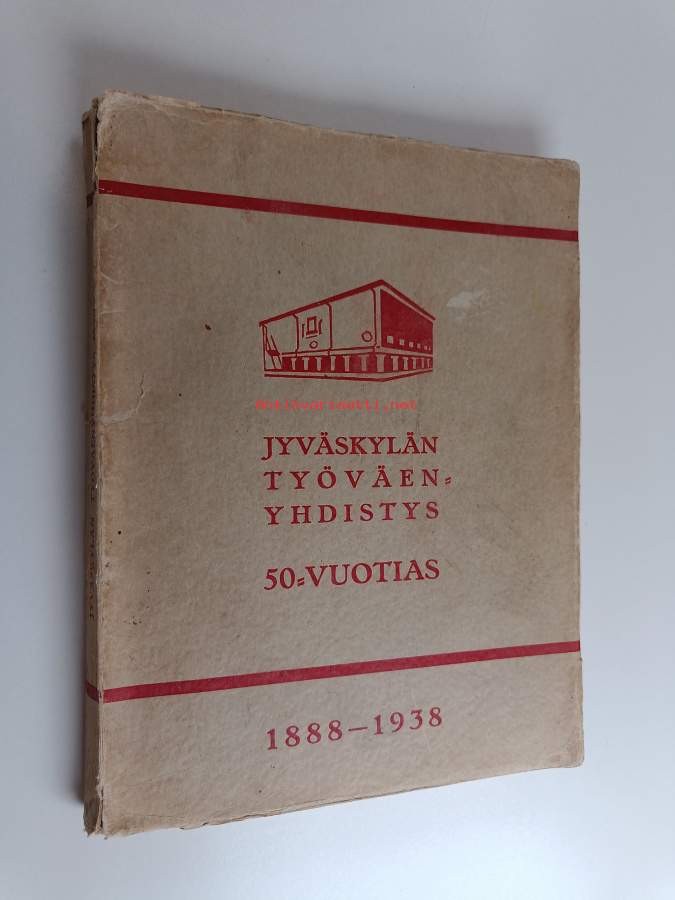 Antikvariaatti.net
JYVÄSKYLÄN
TYÖVÄEN=
YHDISTYS
50=VUOTIAS
1888–1938